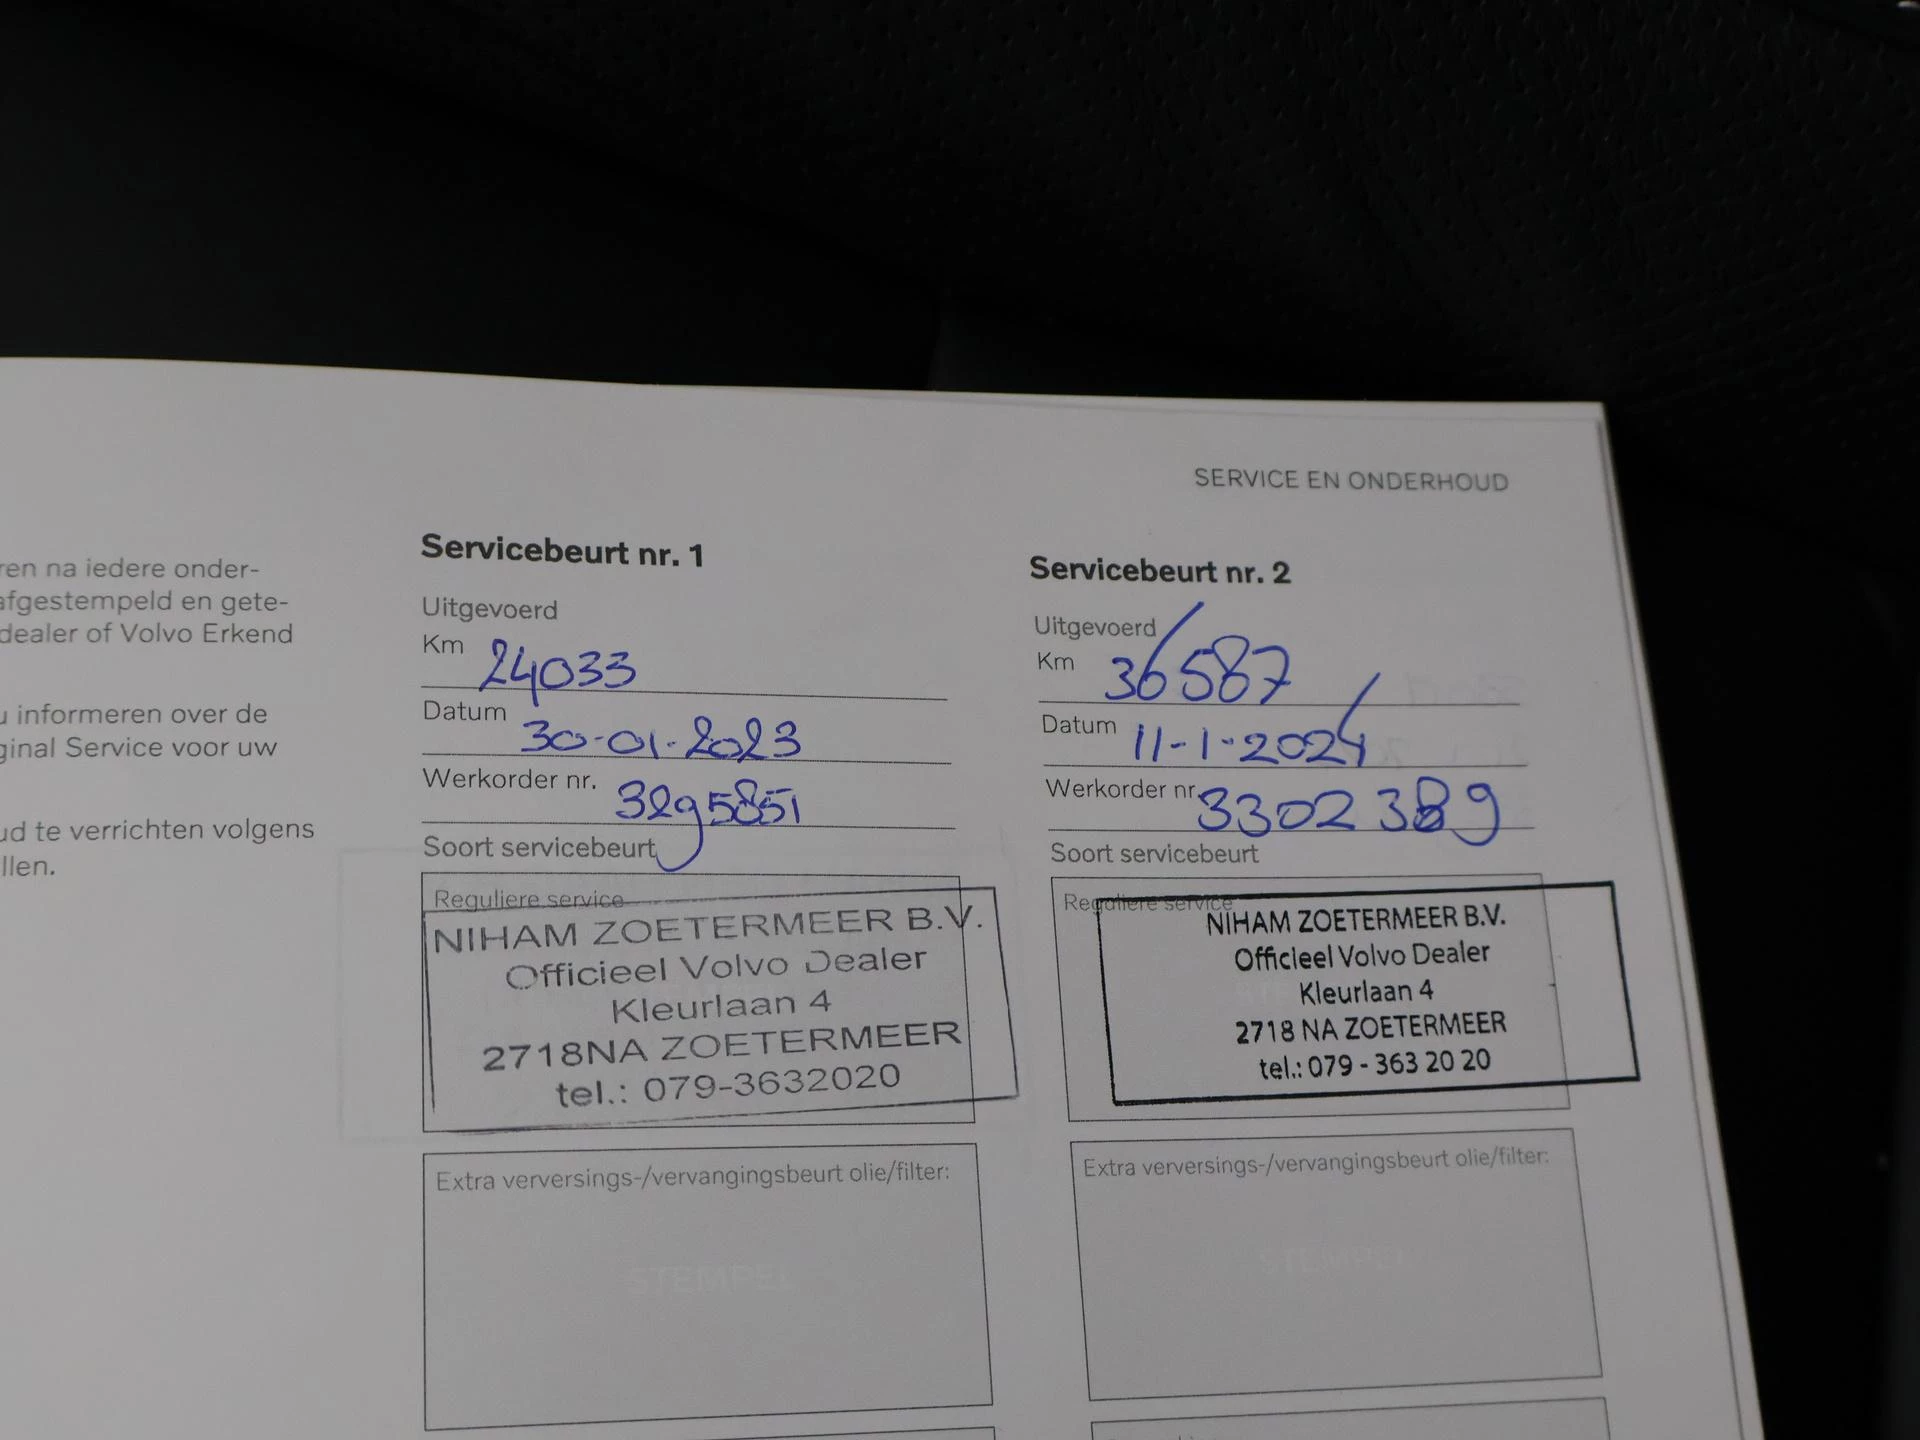 SERVICE EN ONDERHOUD
ren na iedere onder-
afgestempeld en gete-
dealer of Volvo Erkend
u informeren over de
ginal Service voor uw
ud te verrichten volgens
llen.
Servicebeurt nr. 1
Uitgevoerd
Km 24033
Datum 30-01-2023
Werkorder nr. 3295851
Soort servicebeurt
Reguliere service
NIHAM ZOETERMEER B.V.
Officieel Volvo Dealer
Kleurlaan 4
2718NA ZOETERMEER
tel.: 079-3632020
Extra verversings-/vervangingsbeurt olie/filter:
STEMPEL
Servicebeurt nr. 2
Uitgevoerd
Km 36587
Datum 11-1-2024
Werkorder nr. 3302389
Soort servicebeurt
Reguliere service
NIHAM ZOETERMEER B.V.
Officieel Volvo Dealer
Kleurlaan 4
2718 NA ZOETERMEER
tel.: 079 - 363 20 20
Extra verversings-/vervangingsbeurt olie/filter:
STEMPEL